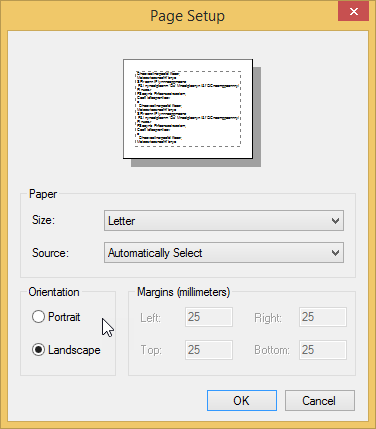 Page Setup
Paper
Size:
Letter
Source:
Automatically Select
Orientation
Portrait
Landscape
Margins (millimeters)
Left: 25 Right: 25
Top: 25 Bottom: 25
OK Cancel